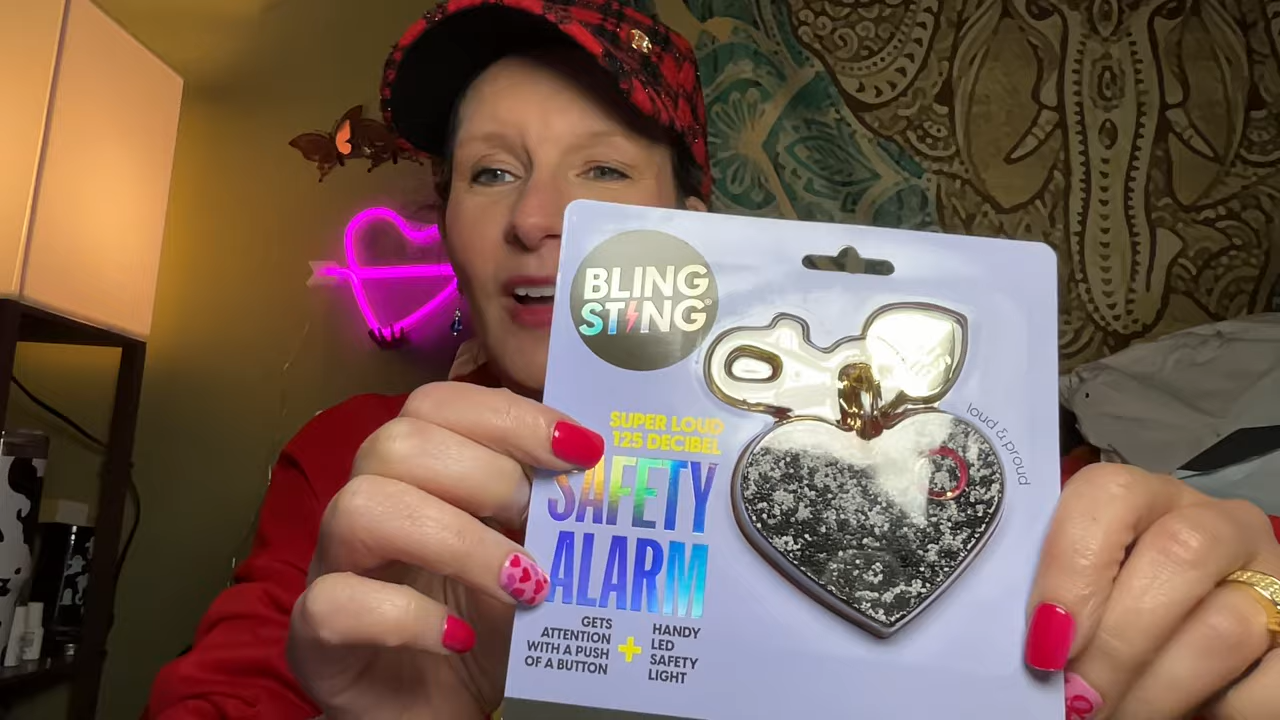 BLING
STING®
SUPER LOUD
125 DECIBEL
SAFETY
ALARM
GETS
ATTENTION
WITH A PUSH
OF A BUTTON
+
HANDY
LED
SAFETY
LIGHT
loud & proud